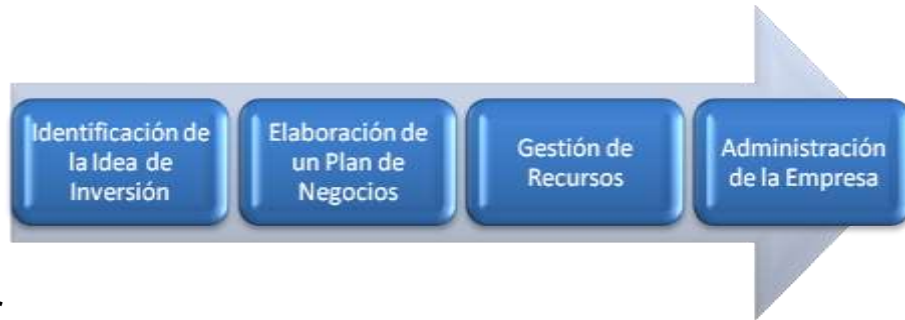 Identificación de
la Idea de
Inversión
Elaboración de
un Plan de
Negocios
Gestión de
Recursos
Administración
de la Empresa